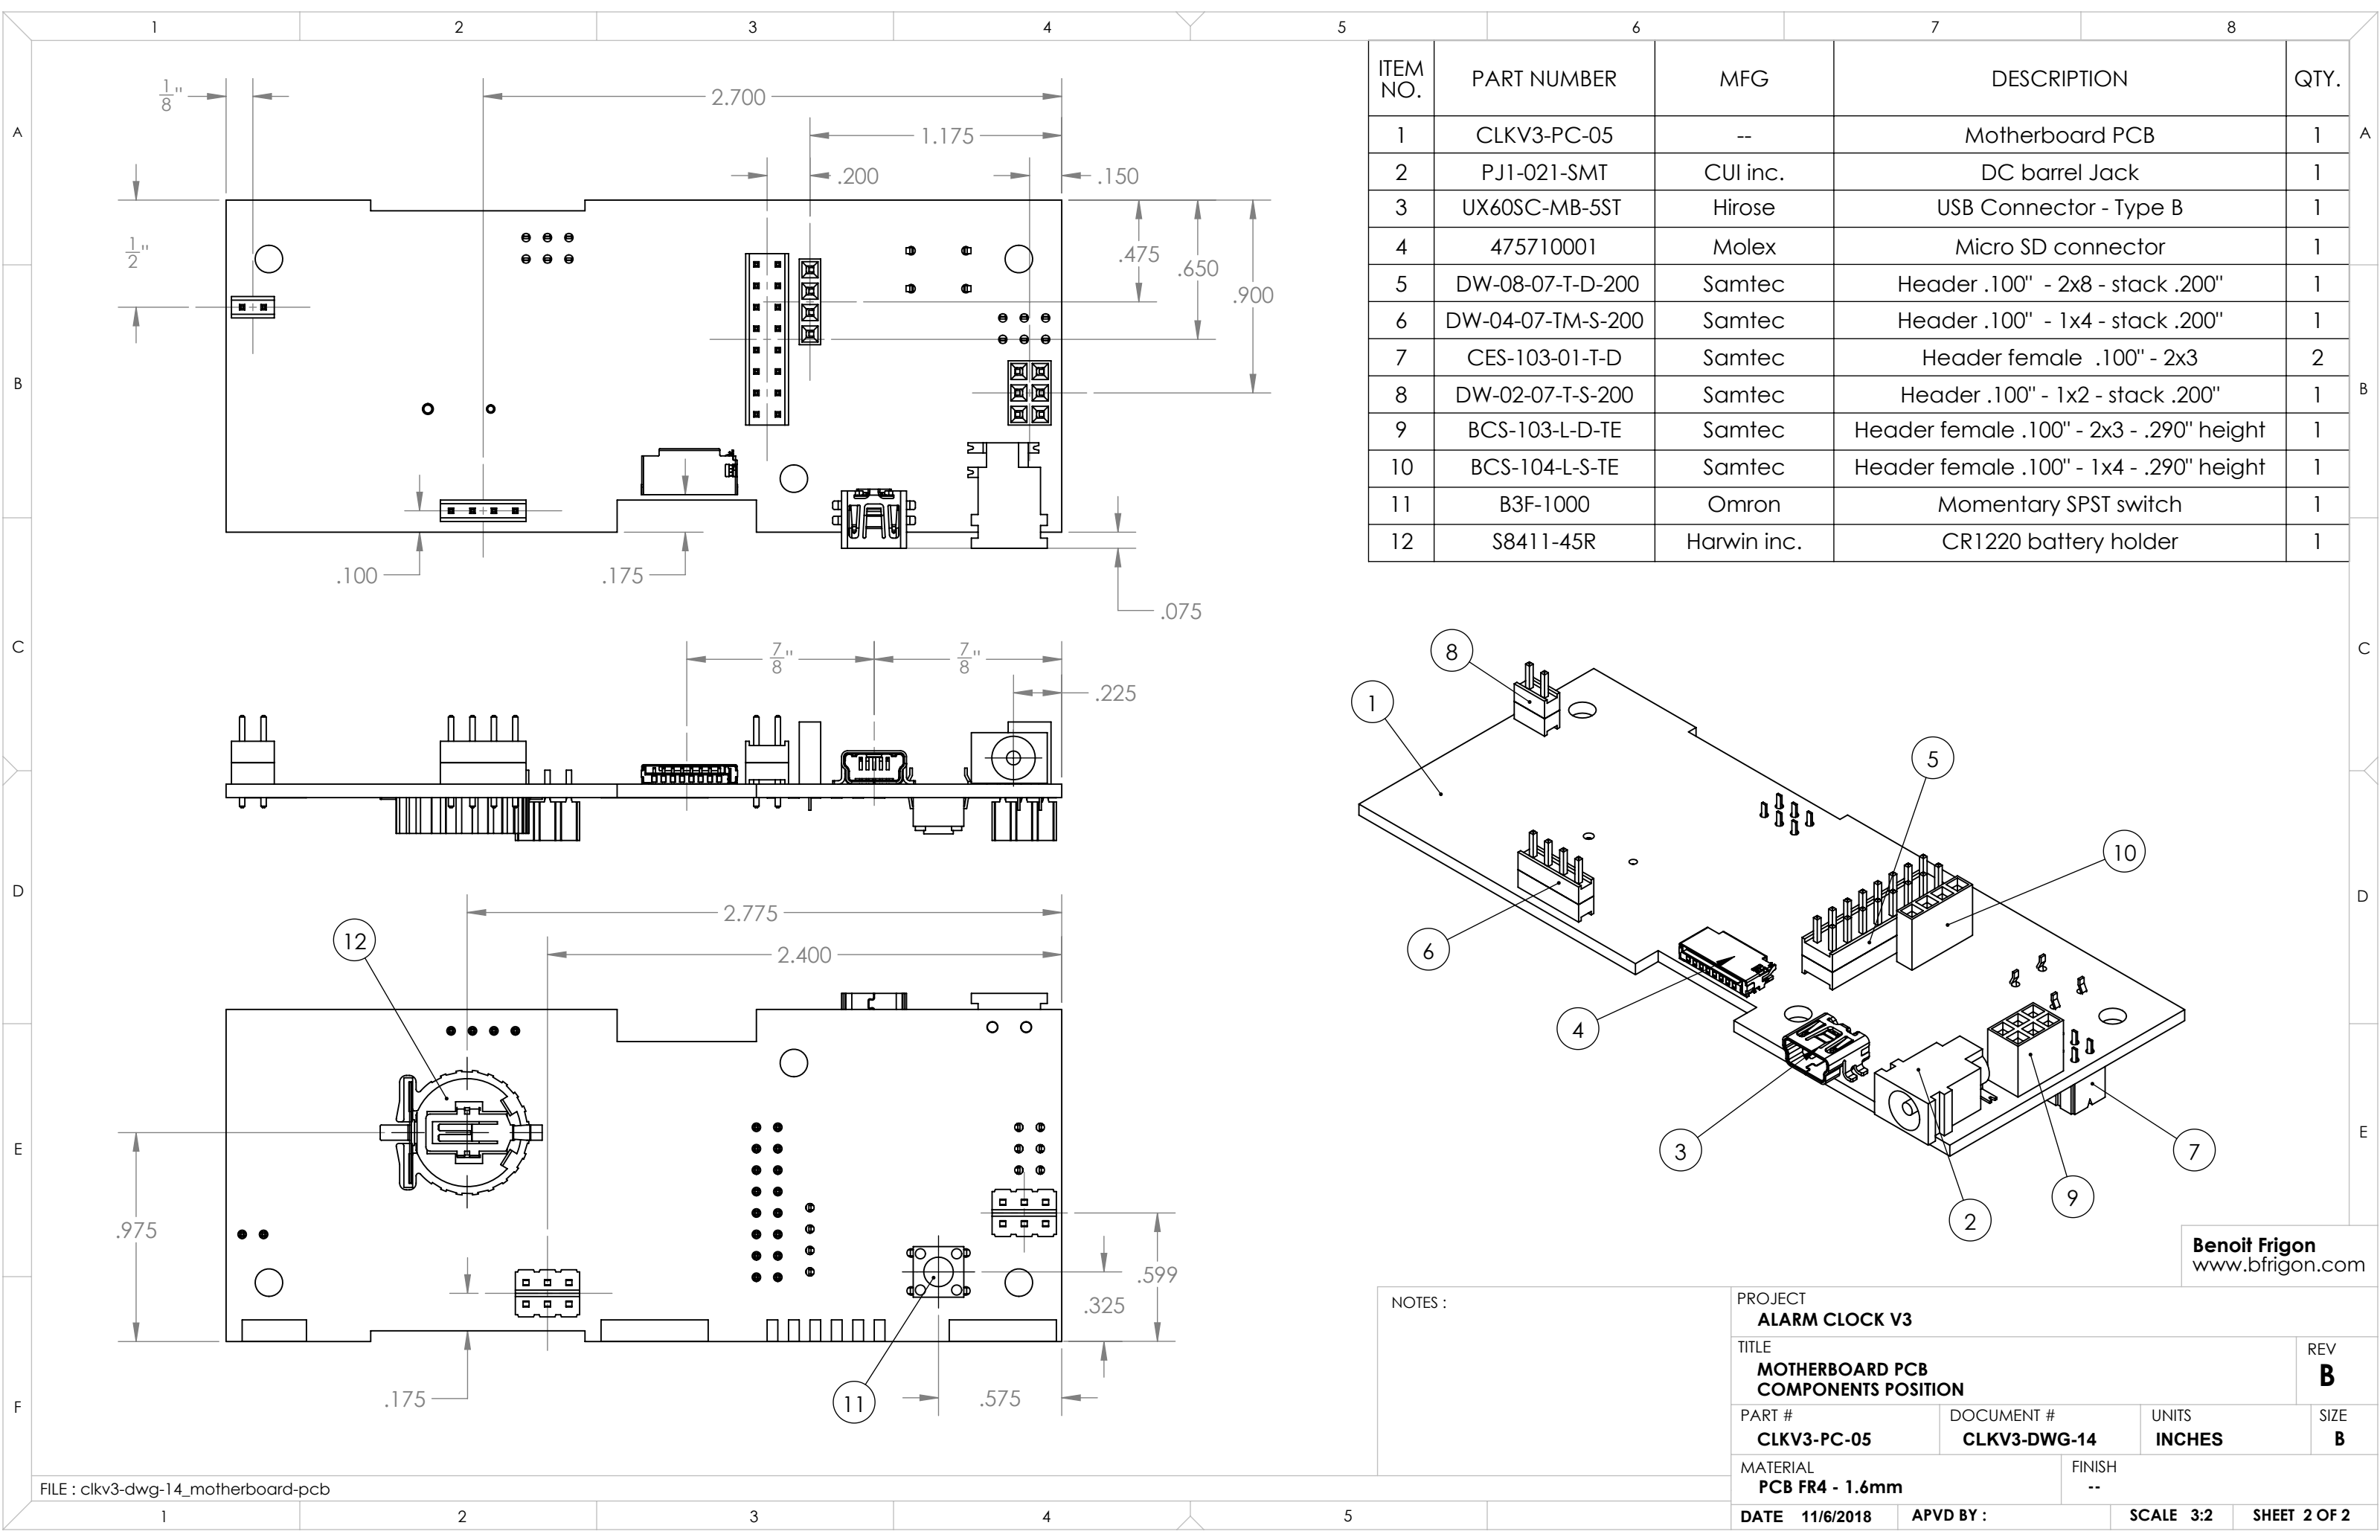 1 2 3 4 5 6 7 8
A
B
C
D
E
F
A
B
C
D
E
1/8"
2.700
1.175
.200
.150
1/2"
.475
.650
.900
.100
.175
.075
7/8"
7/8"
.225
2.775
2.400
12
.975
.599
.325
.175
11
.575
ITEM NO. PART NUMBER MFG DESCRIPTION QTY.
1 CLKV3-PC-05 -- Motherboard PCB 1
2 PJ1-021-SMT CUI inc. DC barrel Jack 1
3 UX60SC-MB-5ST Hirose USB Connector - Type B 1
4 475710001 Molex Micro SD connector 1
5 DW-08-07-T-D-200 Samtec Header .100" - 2x8 - stack .200" 1
6 DW-04-07-TM-S-200 Samtec Header .100" - 1x4 - stack .200" 1
7 CES-103-01-T-D Samtec Header female .100" - 2x3 2
8 DW-02-07-T-S-200 Samtec Header .100" - 1x2 - stack .200" 1
9 BCS-103-L-D-TE Samtec Header female .100" - 2x3 - .290" height 1
10 BCS-104-L-S-TE Samtec Header female .100" - 1x4 - .290" height 1
11 B3F-1000 Omron Momentary SPST switch 1
12 S8411-45R Harwin inc. CR1220 battery holder 1
8
1
5
10
6
4
3
7
9
2
Benoit Frigon
www.bfrigon.com
NOTES :
PROJECT
ALARM CLOCK V3
TITLE
MOTHERBOARD PCB
COMPONENTS POSITION
REV
B
PART # DOCUMENT # UNITS SIZE
CLKV3-PC-05 CLKV3-DWG-14 INCHES B
MATERIAL FINISH
PCB FR4 - 1.6mm --
DATE 11/6/2018 APVD BY : SCALE 3:2 SHEET 2 OF 2
FILE : clkv3-dwg-14_motherboard-pcb
1 2 3 4 5